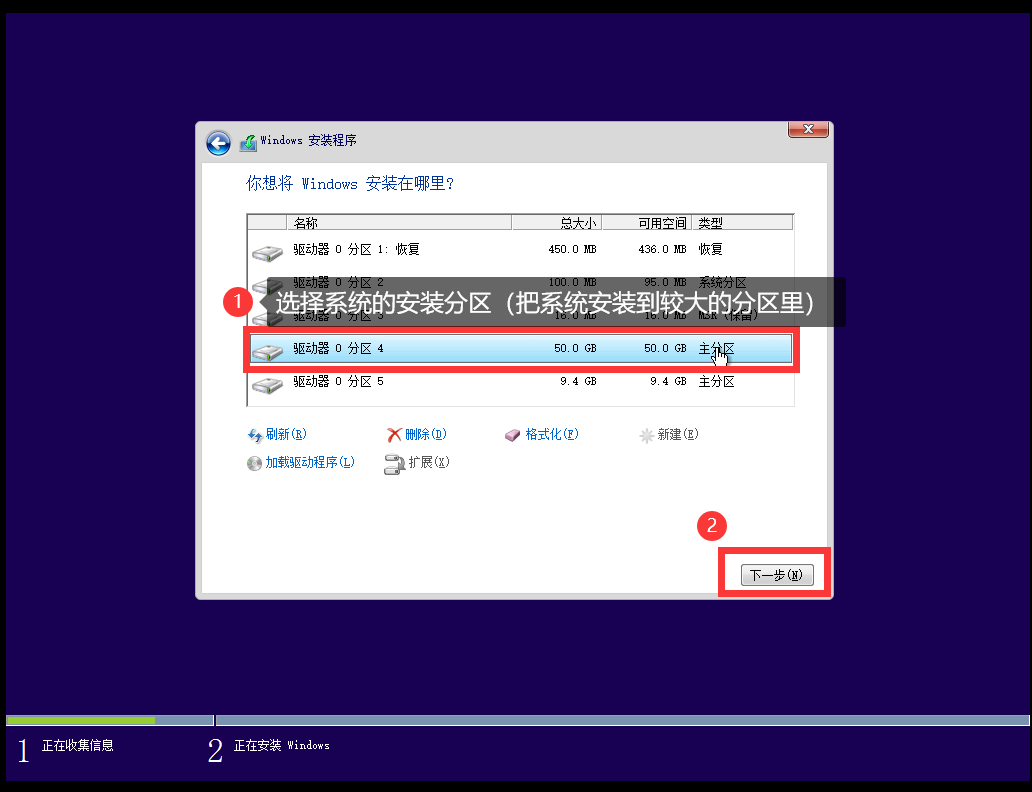 Windows 安装程序
你想将 Windows 安装在哪里?
名称 总大小 可用空间 类型
驱动器 0 分区 1: 恢复 450.0 MB 436.0 MB 恢复
驱动器 0 分区 2 100.0 MB 95.0 MB 系统分区
1 选择系统的安装分区（把系统安装到较大的分区里）
驱动器 0 分区 3 16.0 MB 16.0 MB MSR (保留)
驱动器 0 分区 4 50.0 GB 50.0 GB 主分区
驱动器 0 分区 5 9.4 GB 9.4 GB 主分区
刷新(R) 删除(D) 格式化(F) 新建(E)
加载驱动程序(L) 扩展(X)
2
下一步(N)
1 正在收集信息 2 正在安装 Windows